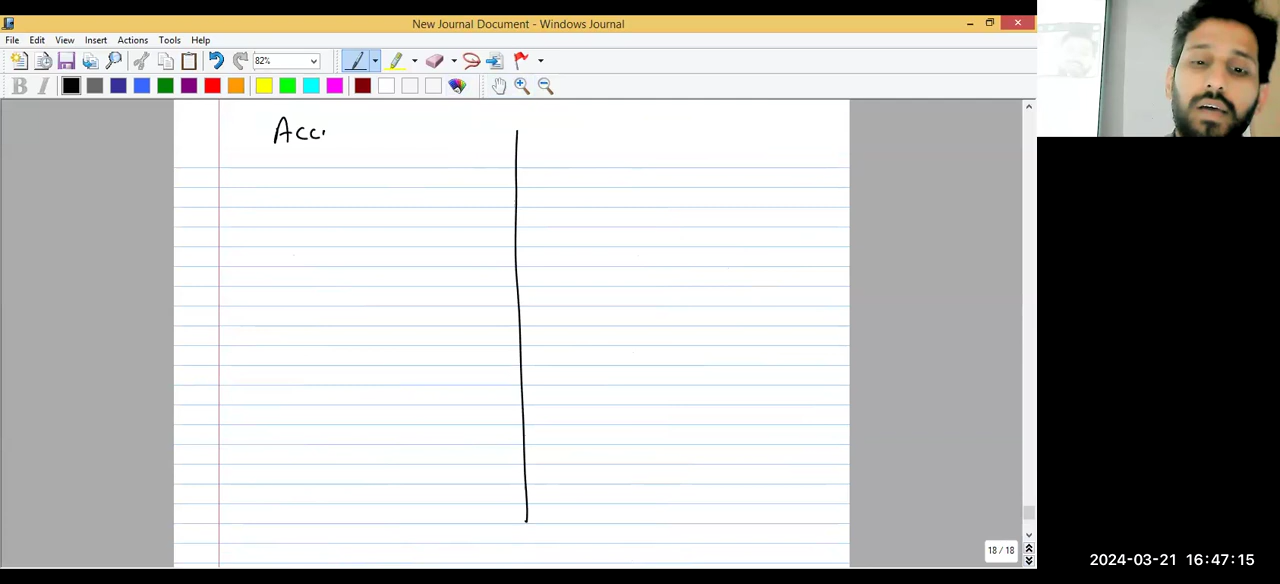 New Journal Document - Windows Journal
File Edit View Insert Actions Tools Help
82%
B I
Acc
18 / 18
2024-03-21 16:47:15